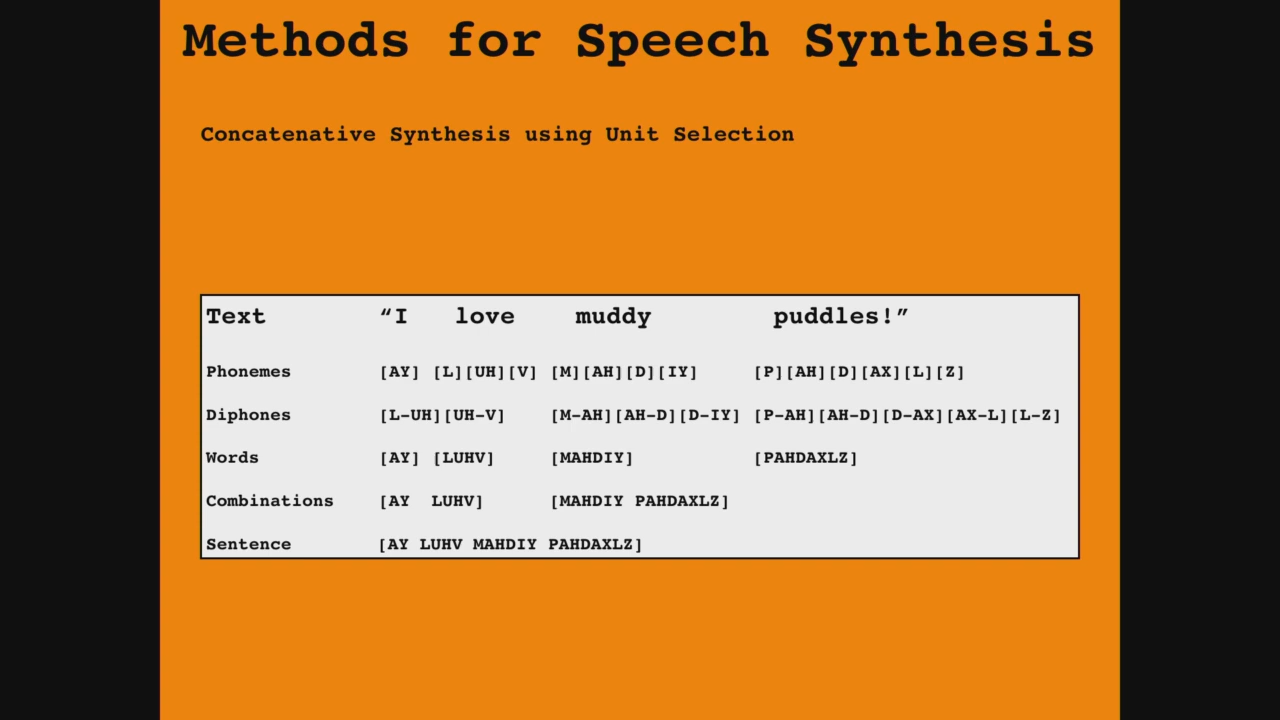 Methods for Speech Synthesis
Concatenative Synthesis using Unit Selection
Text “I love muddy puddles!”
Phonemes [AY] [L][UH][V] [M][AH][D][IY] [P][AH][D][AX][L][Z]
Diphones [L-UH][UH-V] [M-AH][AH-D][D-IY] [P-AH][AH-D][D-AX][AX-L][L-Z]
Words [AY] [LUHV] [MAHDIY] [PAHDAXLZ]
Combinations [AY LUHV] [MAHDIY PAHDAXLZ]
Sentence [AY LUHV MAHDIY PAHDAXLZ]